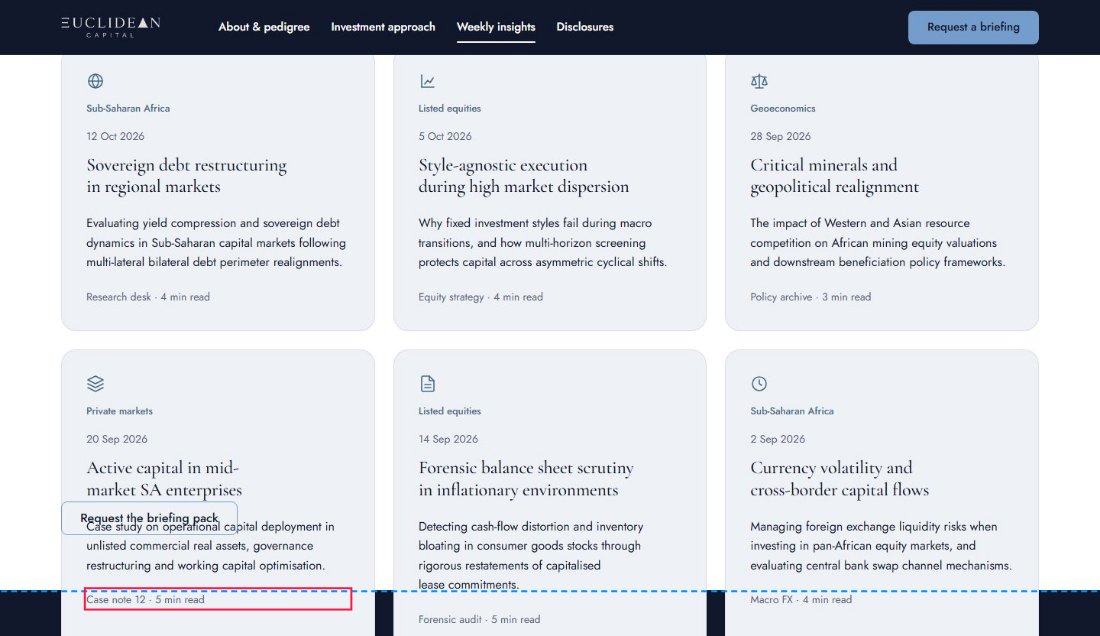 EUCLIDEAN
CAPITAL
About & pedigree
Investment approach
Weekly insights
Disclosures
Request a briefing
Sub-Saharan Africa
12 Oct 2026
Sovereign debt restructuring
in regional markets
Evaluating yield compression and sovereign debt
dynamics in Sub-Saharan capital markets following
multi-lateral bilateral debt perimeter realignments.
Research desk · 4 min read
Listed equities
5 Oct 2026
Style-agnostic execution
during high market dispersion
Why fixed investment styles fail during macro
transitions, and how multi-horizon screening
protects capital across asymmetric cyclical shifts.
Equity strategy · 4 min read
Geoeconomics
28 Sep 2026
Critical minerals and
geopolitical realignment
The impact of Western and Asian resource
competition on African mining equity valuations
and downstream beneficiation policy frameworks.
Policy archive · 3 min read
Private markets
20 Sep 2026
Active capital in mid-
market SA enterprises
Request the briefing pack
Case study on operational capital deployment in
unlisted commercial real assets, governance
restructuring and working capital optimisation.
Case note 12 · 5 min read
Listed equities
14 Sep 2026
Forensic balance sheet scrutiny
in inflationary environments
Detecting cash-flow distortion and inventory
bloating in consumer goods stocks through
rigorous restatements of capitalised
lease commitments.
Forensic audit · 5 min read
Sub-Saharan Africa
2 Sep 2026
Currency volatility and
cross-border capital flows
Managing foreign exchange liquidity risks when
investing in pan-African equity markets, and
evaluating central bank swap channel mechanisms.
Macro FX · 4 min read